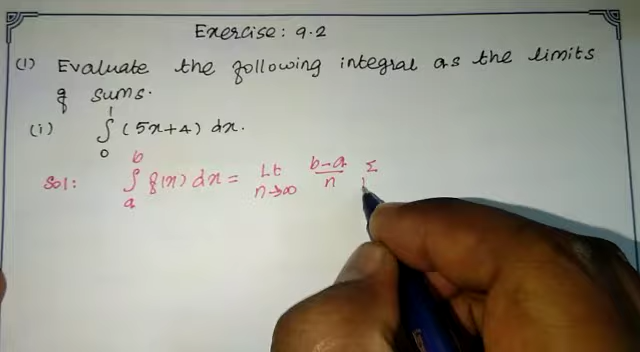 Exercise: 9.2
(1) Evaluate the following integral as the limits
of sums.
(i) ∫₀¹ (5x+4) dx.
Sol: ∫ₐᵇ f(x) dx = Lt n→∞ b-a/n Σ